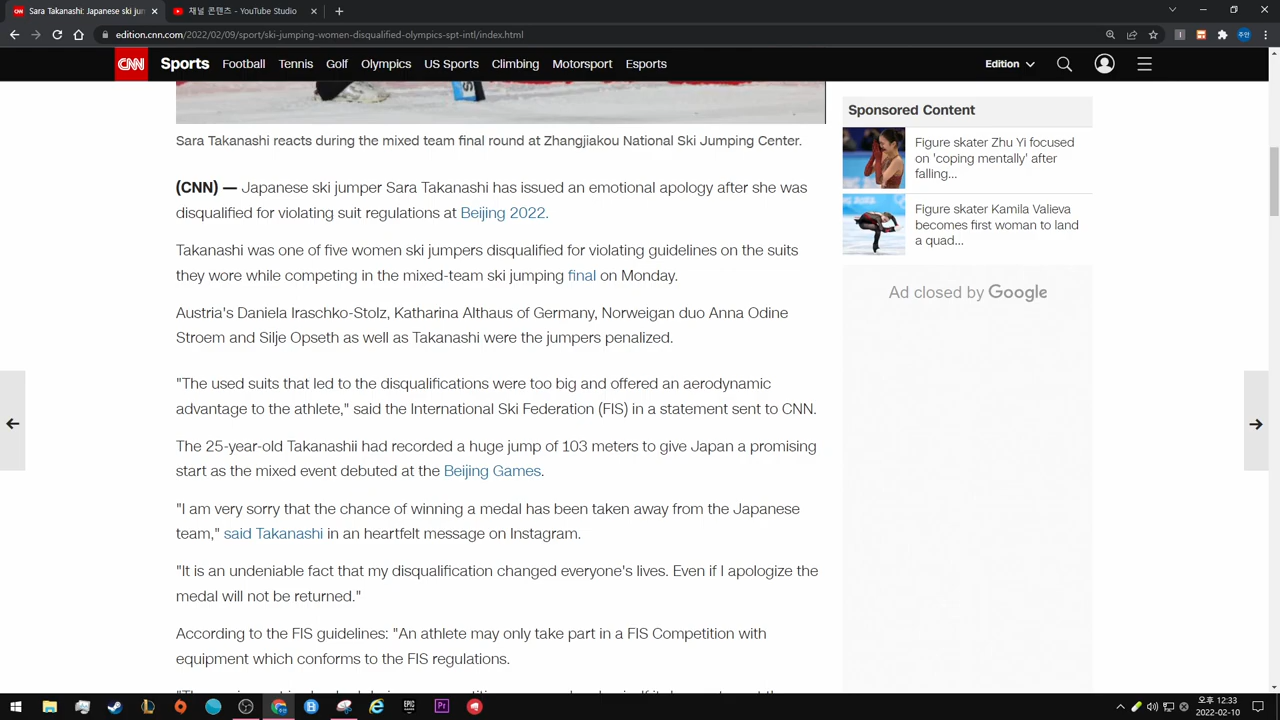 Sara Takanashi: Japanese ski jum
채널 콘텐츠 - YouTube Studio
edition.cnn.com/2022/02/09/sport/ski-jumping-women-disqualified-olympics-spt-intl/index.html
주안
CNN Sports Football Tennis Golf Olympics US Sports Climbing Motorsport Esports Edition
Sara Takanashi reacts during the mixed team final round at Zhangjiakou National Ski Jumping Center.
(CNN) — Japanese ski jumper Sara Takanashi has issued an emotional apology after she was
disqualified for violating suit regulations at Beijing 2022.
Takanashi was one of five women ski jumpers disqualified for violating guidelines on the suits
they wore while competing in the mixed-team ski jumping final on Monday.
Austria's Daniela Iraschko-Stolz, Katharina Althaus of Germany, Norweigan duo Anna Odine
Stroem and Silje Opseth as well as Takanashi were the jumpers penalized.
"The used suits that led to the disqualifications were too big and offered an aerodynamic
advantage to the athlete," said the International Ski Federation (FIS) in a statement sent to CNN.
The 25-year-old Takanashii had recorded a huge jump of 103 meters to give Japan a promising
start as the mixed event debuted at the Beijing Games.
"I am very sorry that the chance of winning a medal has been taken away from the Japanese
team," said Takanashi in an heartfelt message on Instagram.
"It is an undeniable fact that my disqualification changed everyone's lives. Even if I apologize the
medal will not be returned."
According to the FIS guidelines: "An athlete may only take part in a FIS Competition with
equipment which conforms to the FIS regulations.
Sponsored Content
Figure skater Zhu Yi focused
on 'coping mentally' after
falling...
Figure skater Kamila Valieva
becomes first woman to land
a quad...
Ad closed by Google
오후 12:33
2022-02-10